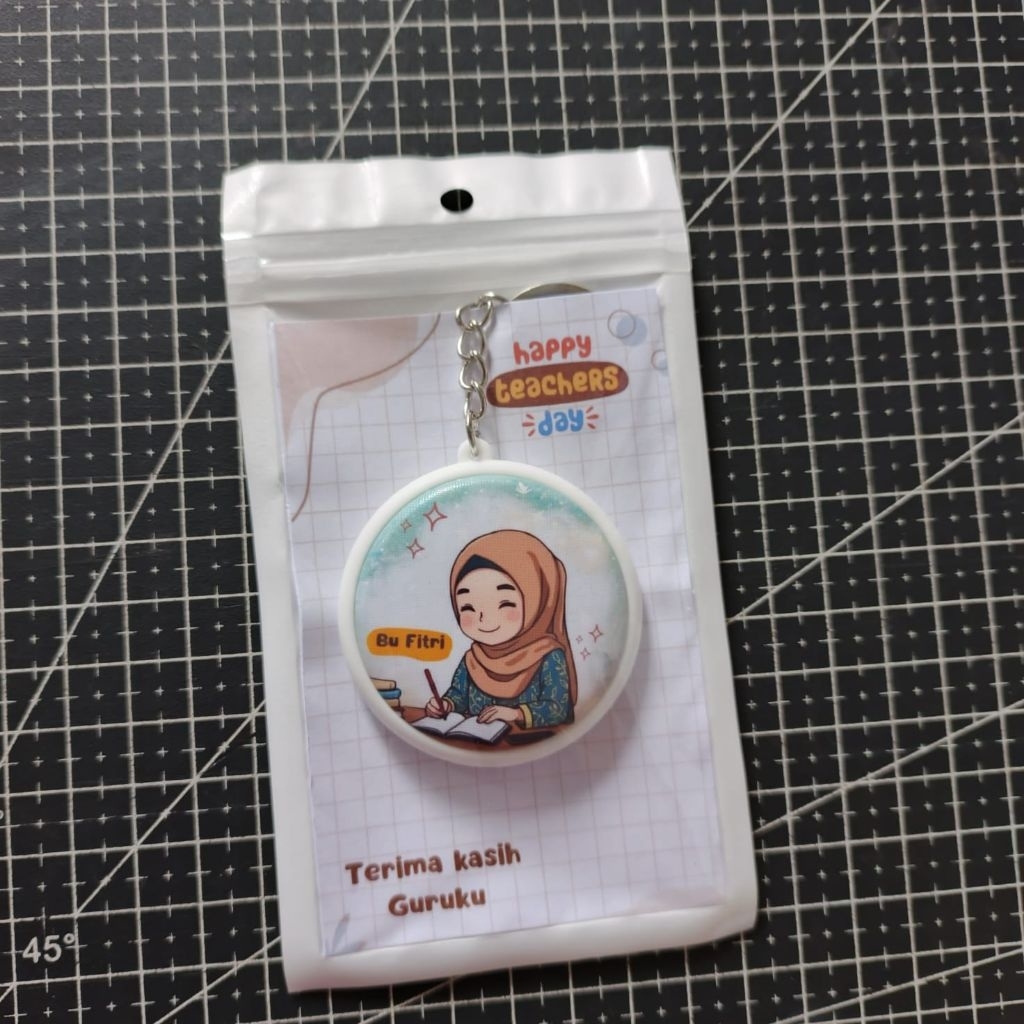 happy
teachers
day
Bu Fitri
Terima kasih
Guruku
45°